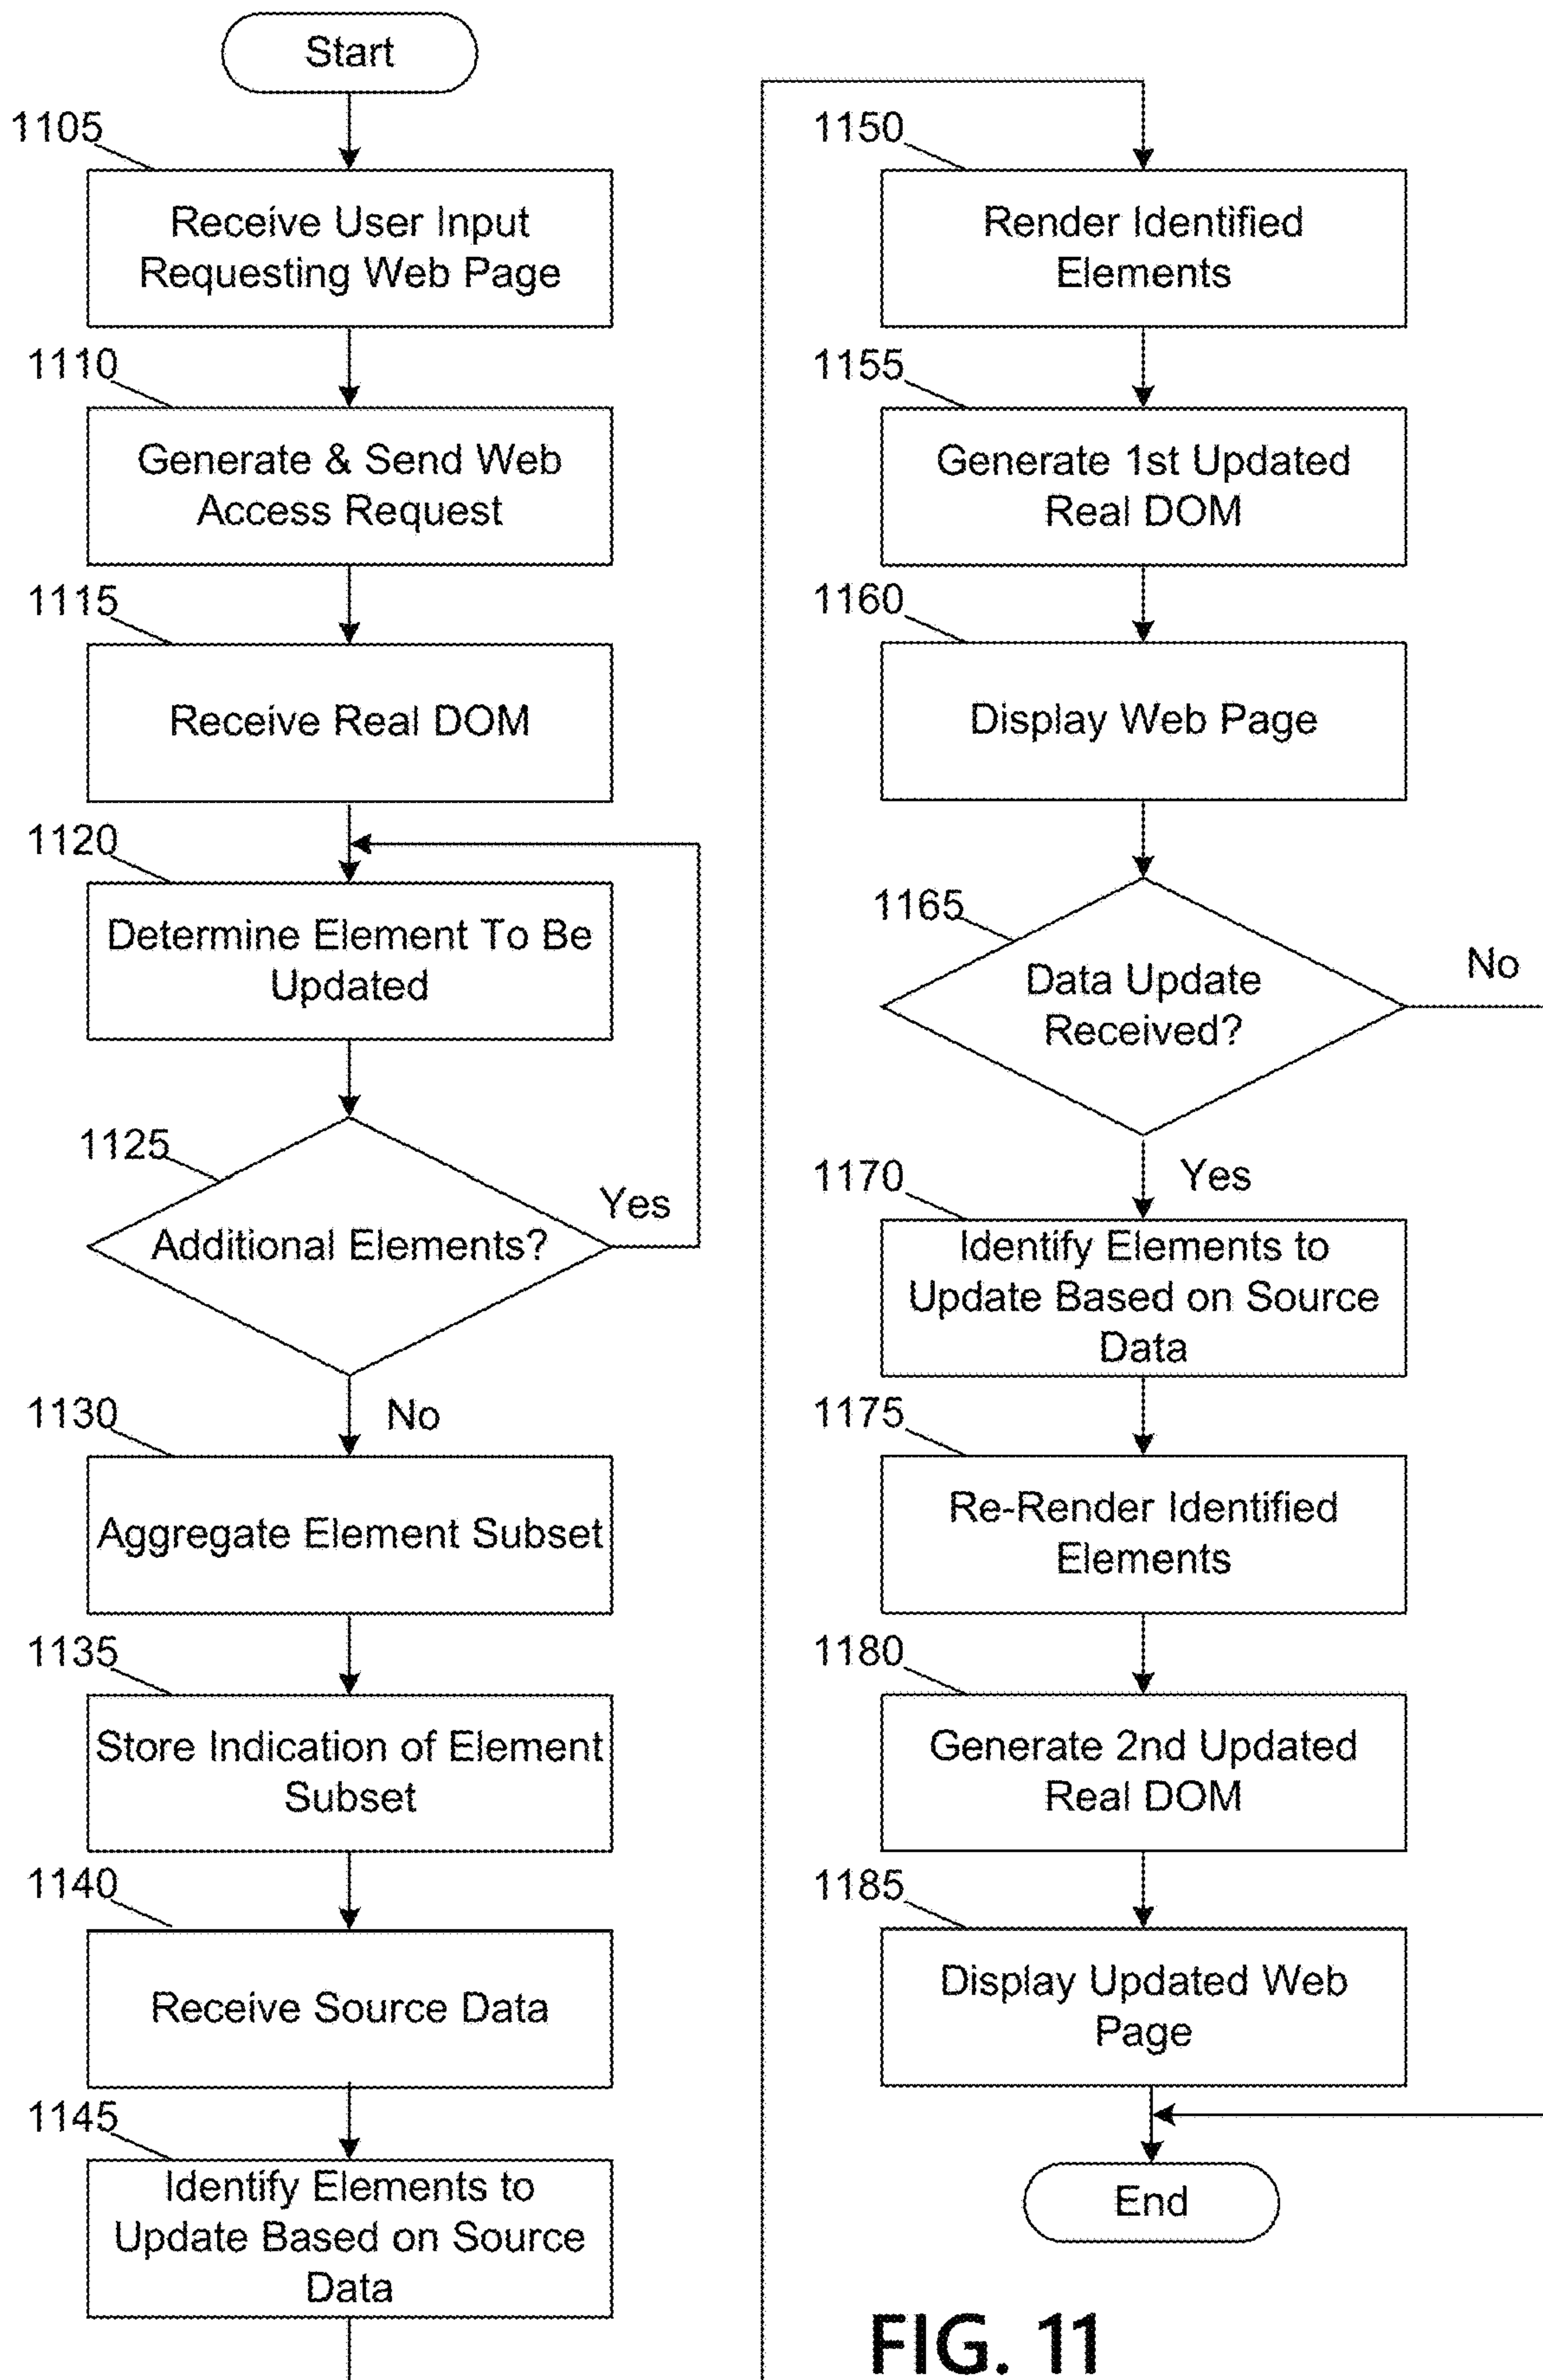 Start
1105
Receive User Input
Requesting Web Page
1110
Generate & Send Web
Access Request
1115
Receive Real DOM
1120
Determine Element To Be
Updated
1125
Additional Elements?
Yes
No
1130
Aggregate Element Subset
1135
Store Indication of Element
Subset
1140
Receive Source Data
1145
Identify Elements to
Update Based on Source
Data
1150
Render Identified
Elements
1155
Generate 1st Updated
Real DOM
1160
Display Web Page
1165
Data Update
Received?
No
Yes
1170
Identify Elements to
Update Based on Source
Data
1175
Re-Render Identified
Elements
1180
Generate 2nd Updated
Real DOM
1185
Display Updated Web
Page
End
FIG. 11